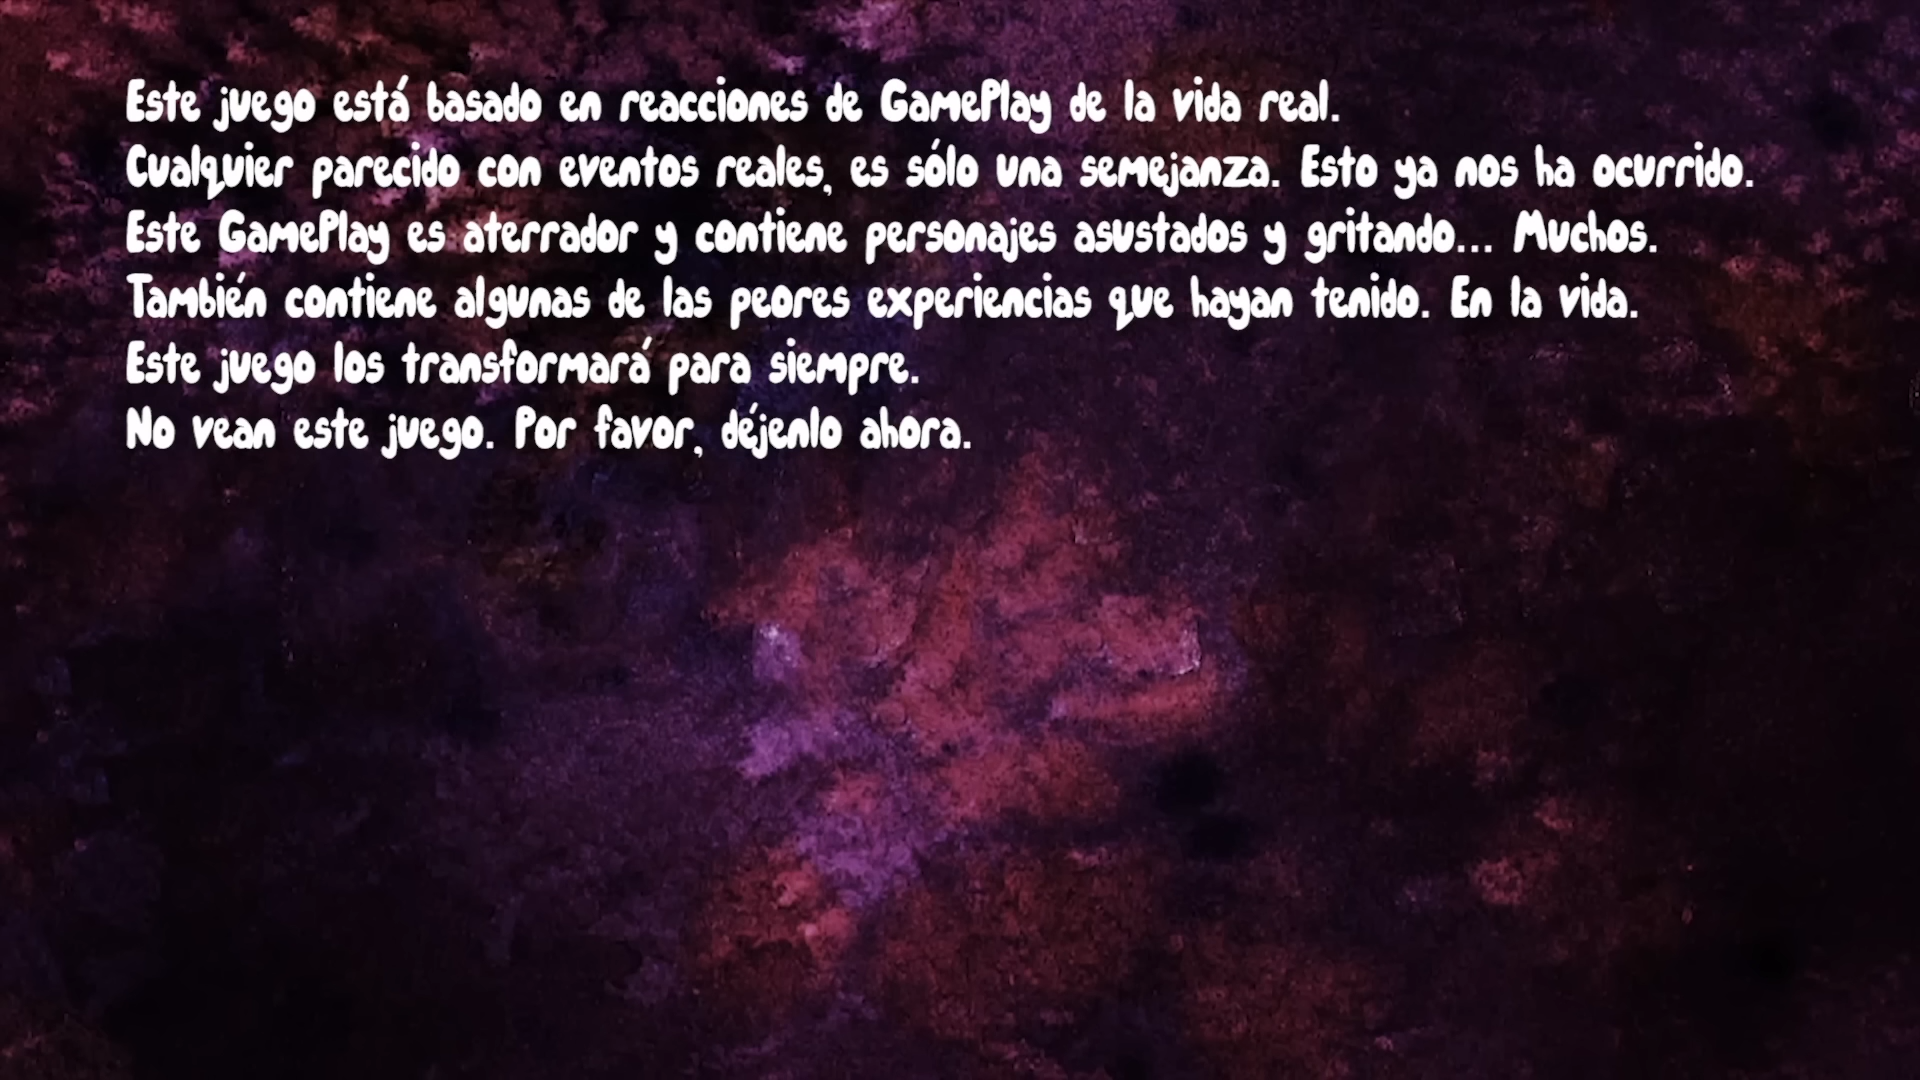 Este juego está basado en reacciones de GamePlay de la vida real.
Cualquier parecido con eventos reales, es sólo una semejanza. Esto ya nos ha ocurrido.
Este GamePlay es aterrador y contiene personajes asustados y gritando... Muchos.
También contiene algunas de las peores experiencias que hayan tenido. En la vida.
Este juego los transformará para siempre.
No vean este juego. Por favor, déjenlo ahora.